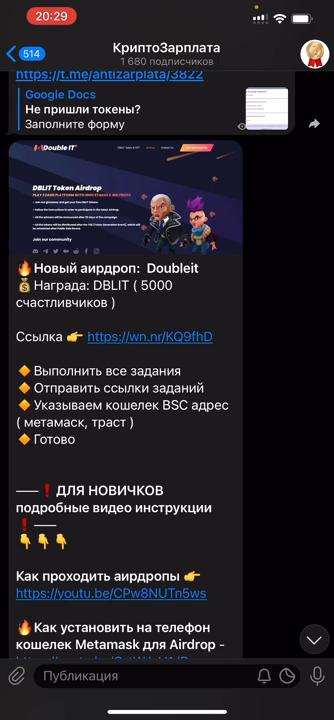 20:29
514
КриптоЗарплата
1 680 подписчиков
https://t.me/antizarplata/3822
Google Docs
Не пришли токены?
Заполните форму
Double IT
DBLIT Token Airdrop
Join our community
🔥Новый аирдроп:  Doubleit
💰Награда: DBLIT ( 5000
счастливчиков )
Ссылка 👉 https://wn.nr/KQ9fhD
🔸Выполнить все задания
🔸Отправить ссылки заданий
🔸Указываем кошелек BSC адрес
( метамаск, траст )
🔸Готово
——❗ДЛЯ НОВИЧКОВ
подробные видео инструкции
❗——
👇👇👇
Как проходить аирдропы 👉
https://youtu.be/CPw8NUTn5ws
🔥Как установить на телефон
кошелек Metamask для Airdrop -
Публикация